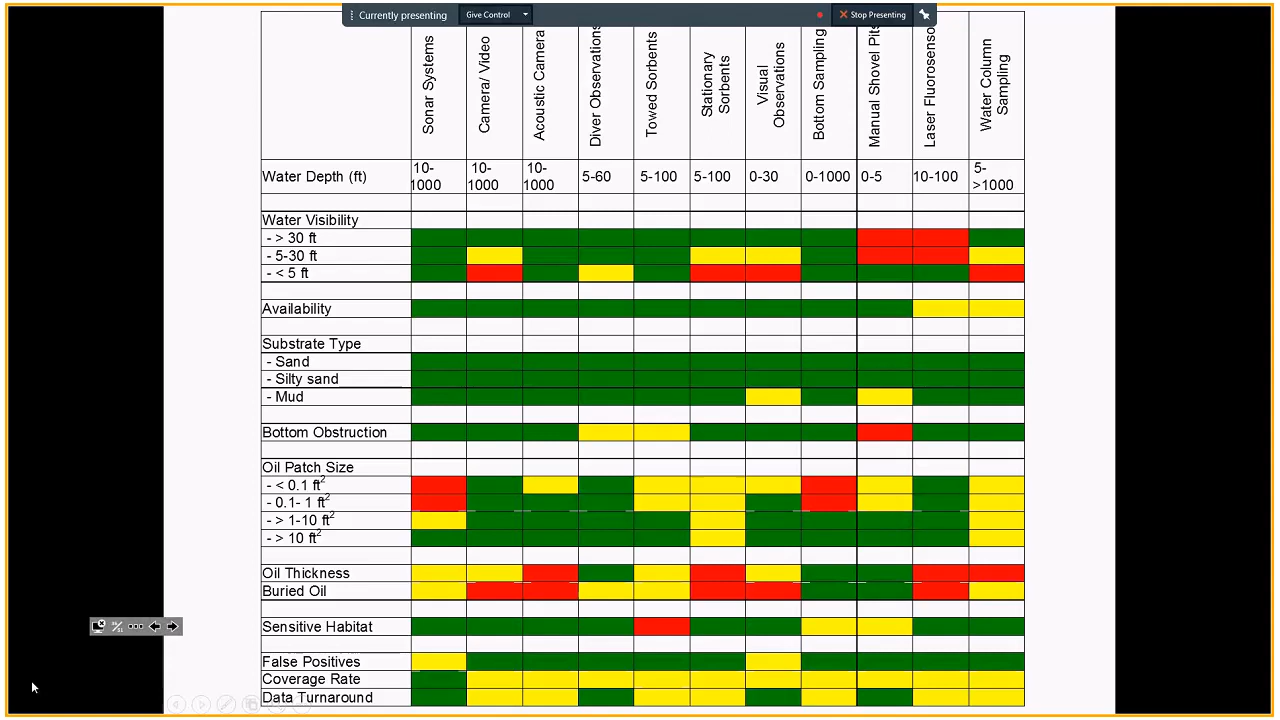 Currently presenting
Give Control
Stop Presenting
Sonar Systems
Camera/ Video
Acoustic Camera
Diver Observations
Towed Sorbents
Stationary
Sorbents
Visual
Observations
Bottom Sampling
Manual Shovel Pits
Laser Fluorosenso
Water Column
Sampling
Water Depth (ft)
10-
1000
10-
1000
10-
1000
5-60
5-100
5-100
0-30
0-1000
0-5
10-100
5-
>1000
Water Visibility
- > 30 ft
- 5-30 ft
- < 5 ft
Availability
Substrate Type
- Sand
- Silty sand
- Mud
Bottom Obstruction
Oil Patch Size
- < 0.1 ft²
- 0.1- 1 ft²
- > 1-10 ft²
- > 10 ft²
Oil Thickness
Buried Oil
Sensitive Habitat
False Positives
Coverage Rate
Data Turnaround